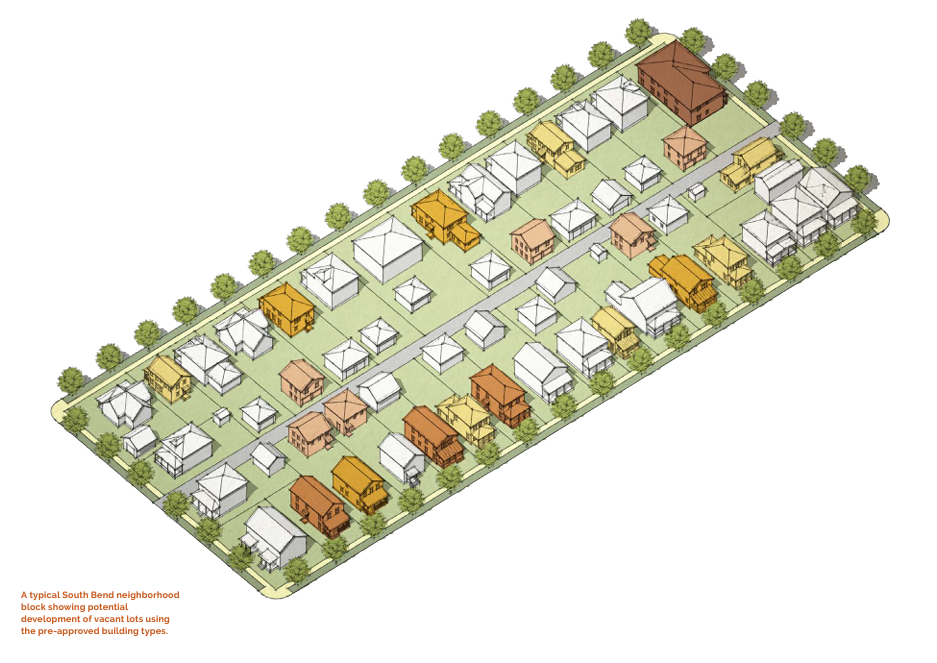 A typical South Bend neighborhood
block showing potential
development of vacant lots using
the pre-approved building types.